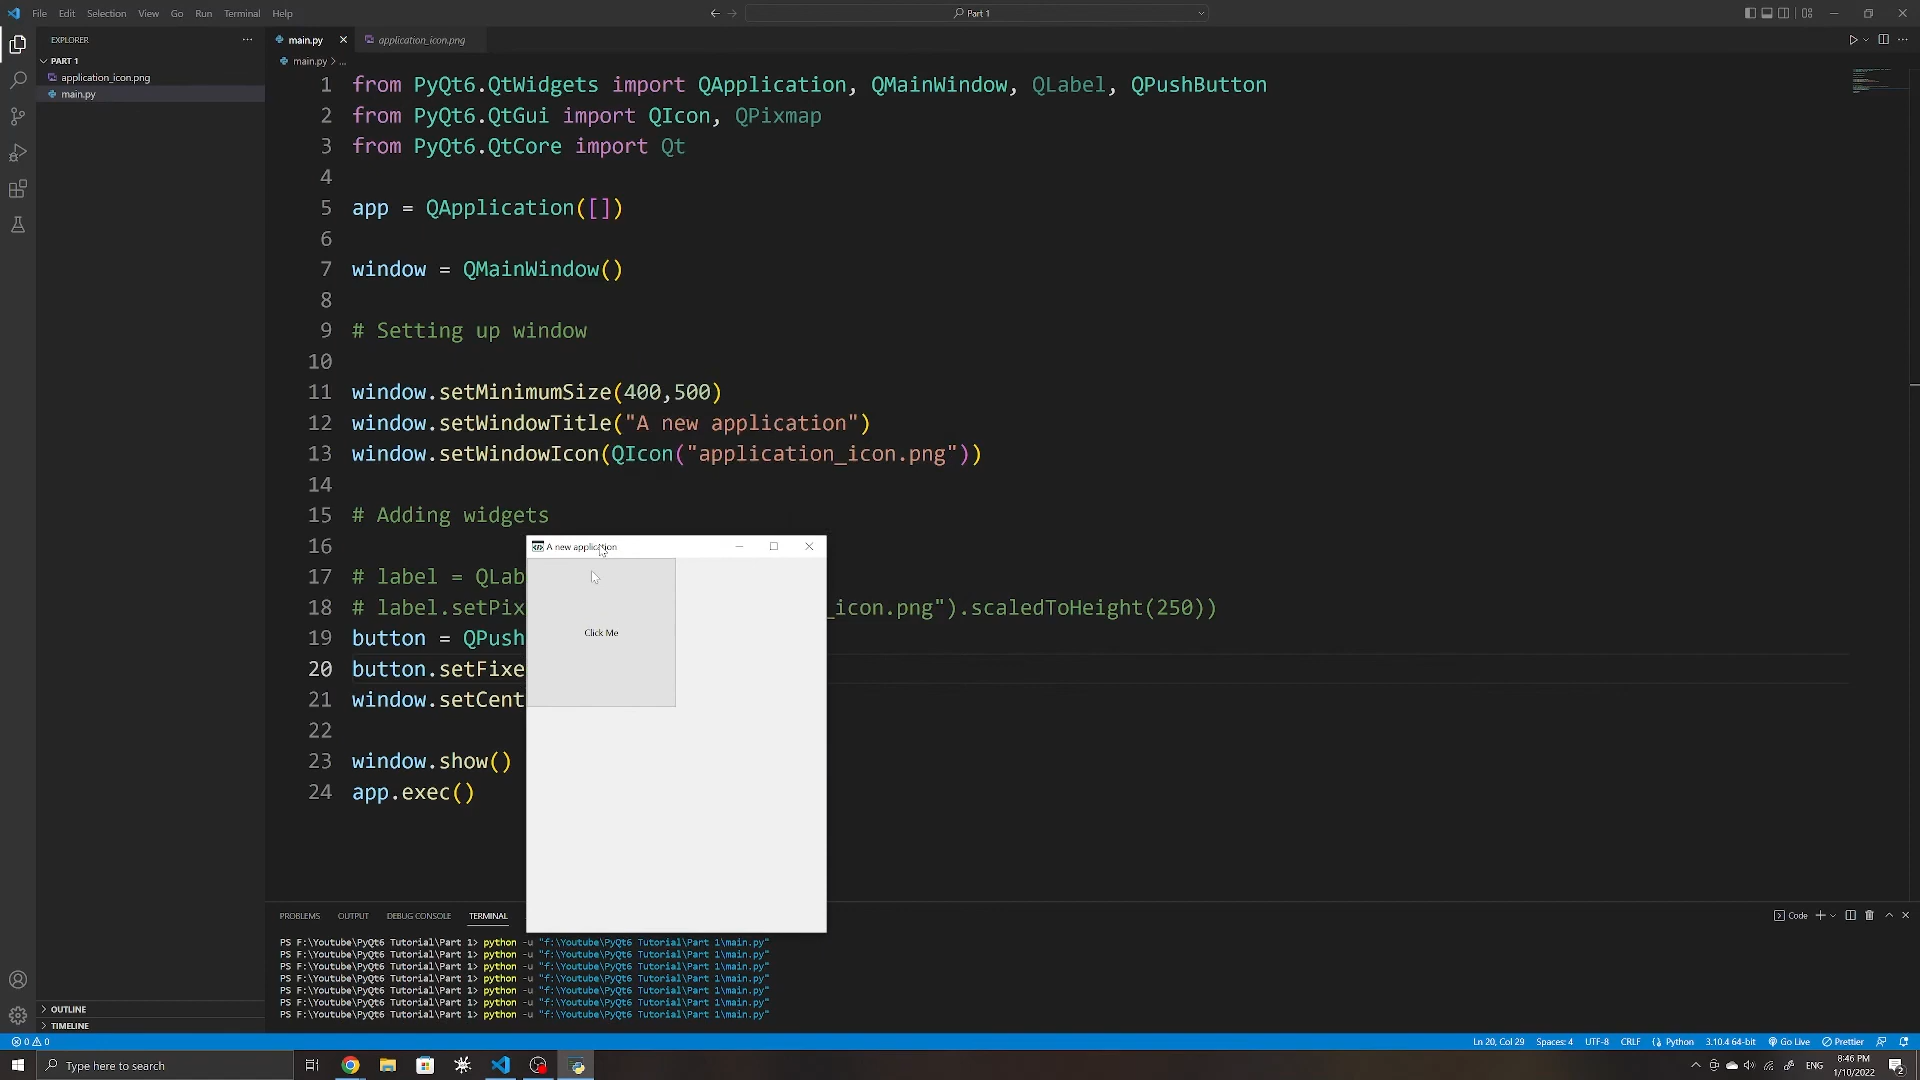 File Edit Selection View Go Run Terminal Help
Part 1
EXPLORER
PART 1
application_icon.png
main.py
OUTLINE
TIMELINE
main.py
application_icon.png
main.py > ...
1 from PyQt6.QtWidgets import QApplication, QMainWindow, QLabel, QPushButton
2 from PyQt6.QtGui import QIcon, QPixmap
3 from PyQt6.QtCore import Qt
4
5 app = QApplication([])
6
7 window = QMainWindow()
8
9 # Setting up window
10
11 window.setMinimumSize(400,500)
12 window.setWindowTitle("A new application")
13 window.setWindowIcon(QIcon("application_icon.png"))
14
15 # Adding widgets
16
17 # label = QLab
18 # label.setPix _icon.png").scaledToHeight(250))
19 button = QPush
20 button.setFixe
21 window.setCent
22
23 window.show()
24 app.exec()
A new application
Click Me
PROBLEMS OUTPUT DEBUG CONSOLE TERMINAL
Code
PS F:\Youtube\PyQt6 Tutorial\Part 1> python -u "f:\Youtube\PyQt6 Tutorial\Part 1\main.py"
PS F:\Youtube\PyQt6 Tutorial\Part 1> python -u "f:\Youtube\PyQt6 Tutorial\Part 1\main.py"
PS F:\Youtube\PyQt6 Tutorial\Part 1> python -u "f:\Youtube\PyQt6 Tutorial\Part 1\main.py"
PS F:\Youtube\PyQt6 Tutorial\Part 1> python -u "f:\Youtube\PyQt6 Tutorial\Part 1\main.py"
PS F:\Youtube\PyQt6 Tutorial\Part 1> python -u "f:\Youtube\PyQt6 Tutorial\Part 1\main.py"
PS F:\Youtube\PyQt6 Tutorial\Part 1> python -u "f:\Youtube\PyQt6 Tutorial\Part 1\main.py"
PS F:\Youtube\PyQt6 Tutorial\Part 1> python -u "f:\Youtube\PyQt6 Tutorial\Part 1\main.py"
0 0
Ln 20, Col 29 Spaces: 4 UTF-8 CRLF Python 3.10.4 64-bit Go Live Prettier
Type here to search
ENG
8:46 PM
1/10/2022
2